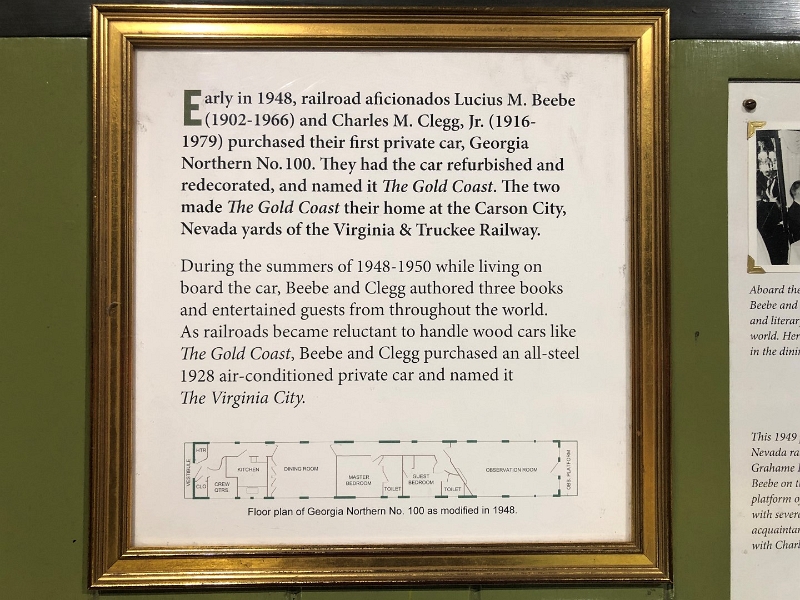 Early in 1948, railroad aficionados Lucius M. Beebe
(1902-1966) and Charles M. Clegg, Jr. (1916-
1979) purchased their first private car, Georgia
Northern No. 100. They had the car refurbished and
redecorated, and named it The Gold Coast. The two
made The Gold Coast their home at the Carson City,
Nevada yards of the Virginia & Truckee Railway.
During the summers of 1948-1950 while living on
board the car, Beebe and Clegg authored three books
and entertained guests from throughout the world.
As railroads became reluctant to handle wood cars like
The Gold Coast, Beebe and Clegg purchased an all-steel
1928 air-conditioned private car and named it
The Virginia City.
VESTIBULE
HTR
CLO
KITCHEN
CREW
QTRS.
DINING ROOM
MASTER
BEDROOM
TOILET
GUEST
BEDROOM
TOILET
OBSERVATION ROOM
OBS. PLATFORM
Floor plan of Georgia Northern No. 100 as modified in 1948.
Aboard the
Beebe and
and literar
world. Her
in the dinin
This 1949
Nevada ra
Grahame
Beebe on th
platform o
with severa
acquaintan
with Charl